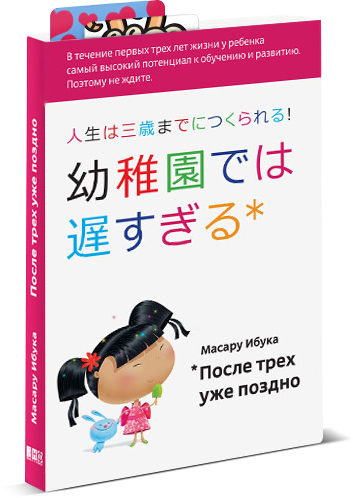 В течение первых трех лет жизни у ребенка
самый высокий потенциал к обучению и развитию.
Поэтому не ждите.
人生は三歳までにつくられる!
幼稚園では
遅すぎる*
Масару Ибука
*После трех
уже поздно
После трех уже поздно
Масару Ибука